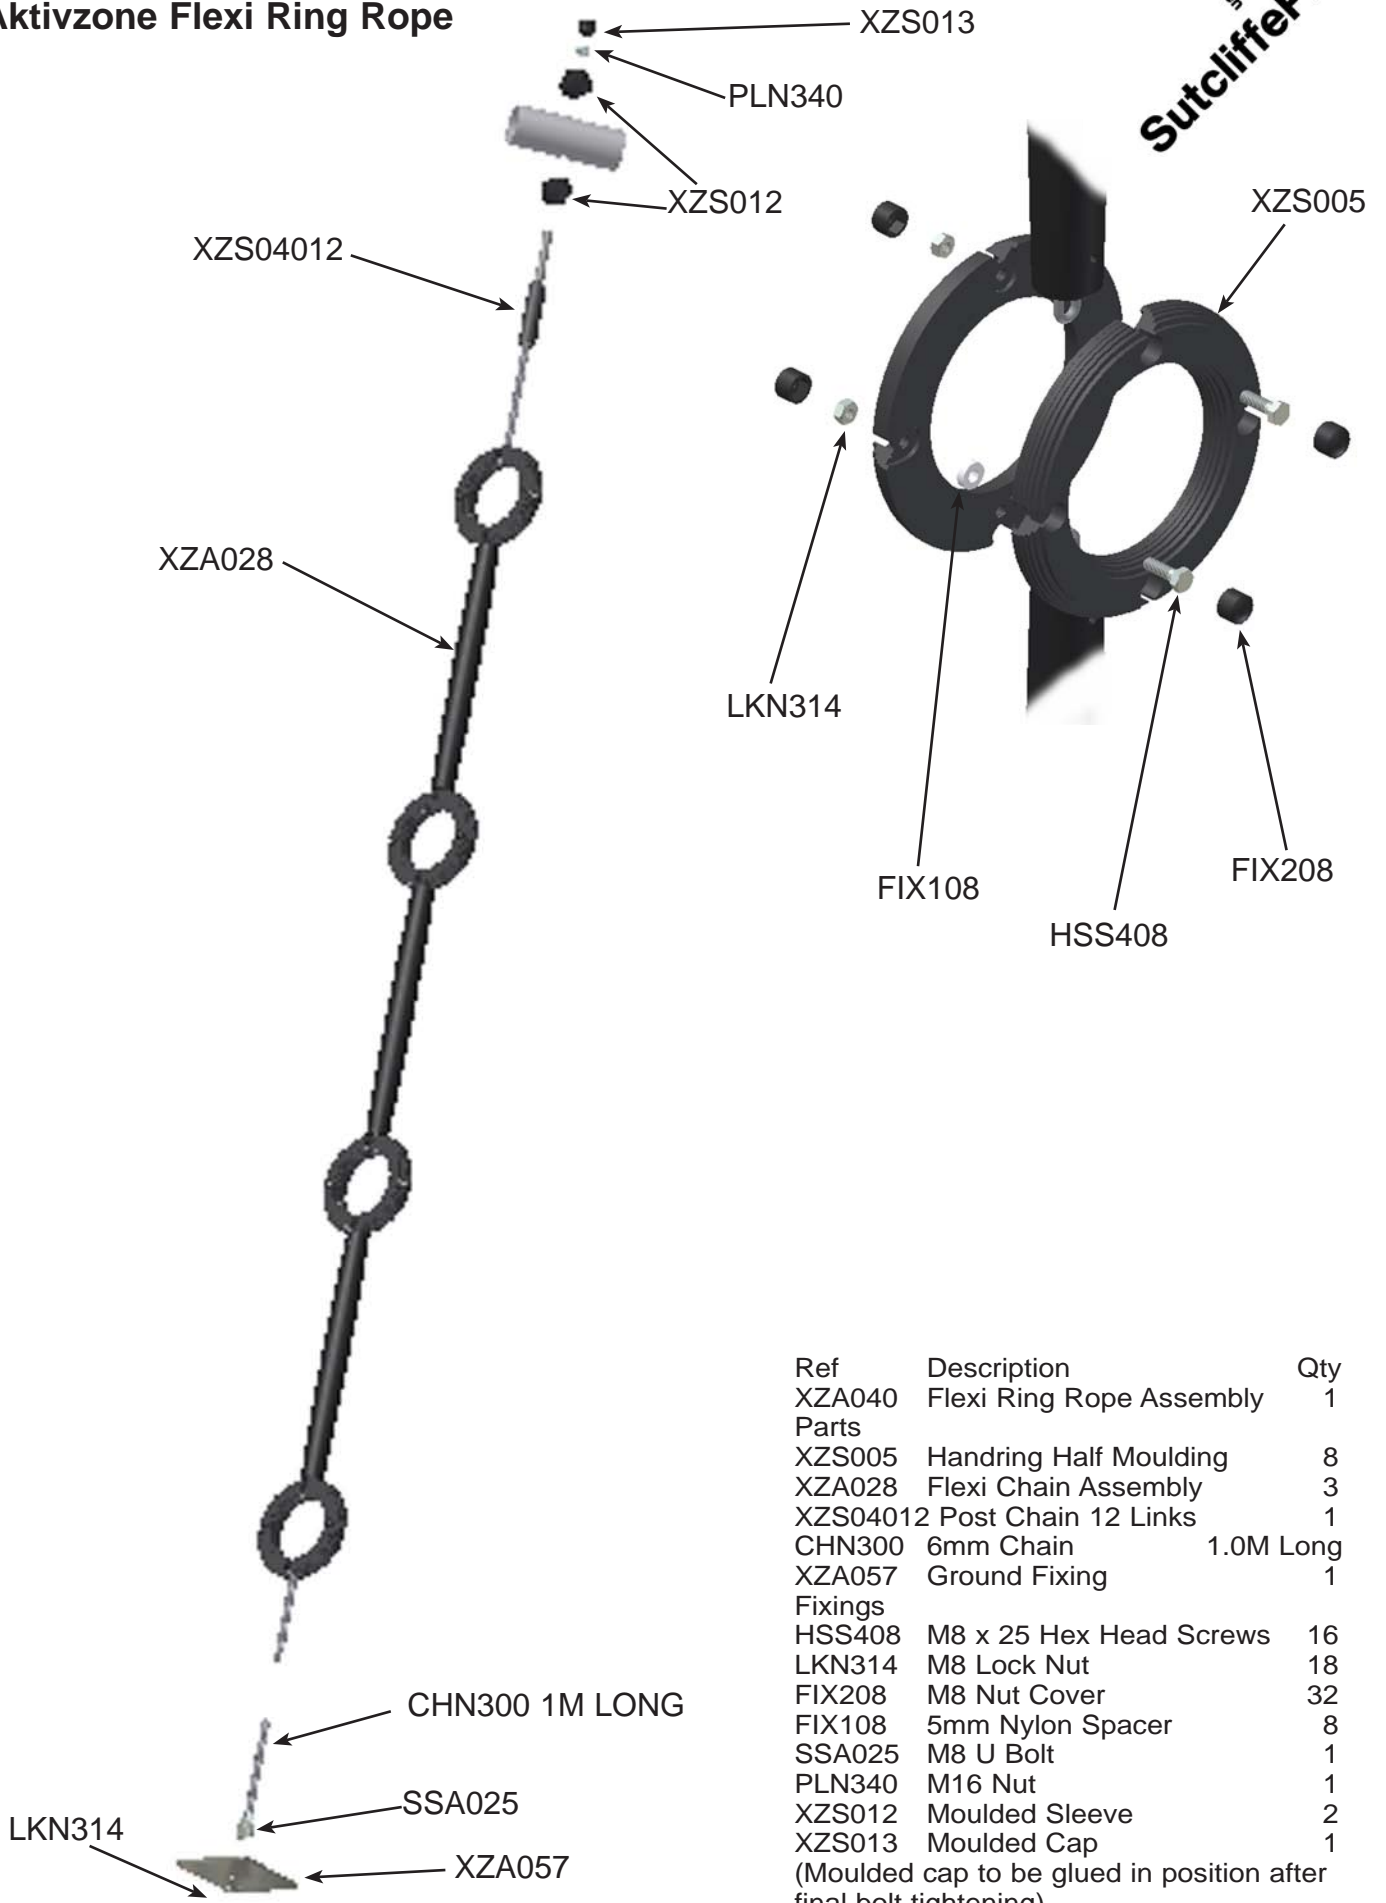 Aktivzone Flexi Ring Rope
XZS013
PLN340
XZS012
XZS04012
XZS005
XZA028
LKN314
FIX108
FIX208
HSS408
CHN300 1M LONG
SSA025
LKN314
XZA057
Ref Description Qty
XZA040 Flexi Ring Rope Assembly 1
Parts
XZS005 Handring Half Moulding 8
XZA028 Flexi Chain Assembly 3
XZS04012 Post Chain 12 Links 1
CHN300 6mm Chain 1.0M Long
XZA057 Ground Fixing 1
Fixings
HSS408 M8 x 25 Hex Head Screws 16
LKN314 M8 Lock Nut 18
FIX208 M8 Nut Cover 32
FIX108 5mm Nylon Spacer 8
SSA025 M8 U Bolt 1
PLN340 M16 Nut 1
XZS012 Moulded Sleeve 2
XZS013 Moulded Cap 1
(Moulded cap to be glued in position after
final bolt tightening)